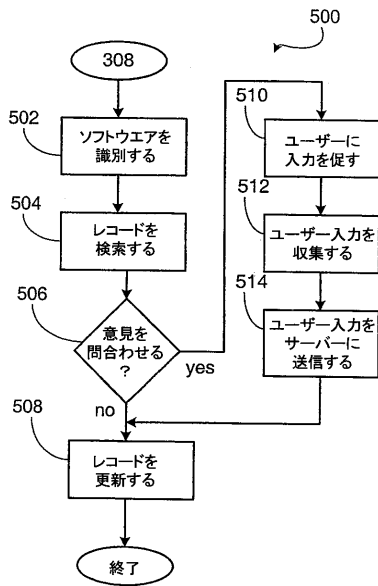 500
308
502
ソフトウエアを
識別する
504
レコードを
検索する
506
意見を
問合わせる
?
yes
no
508
レコードを
更新する
終了
510
ユーザーに
入力を促す
512
ユーザー入力を
収集する
514
ユーザー入力を
サーバーに
送信する